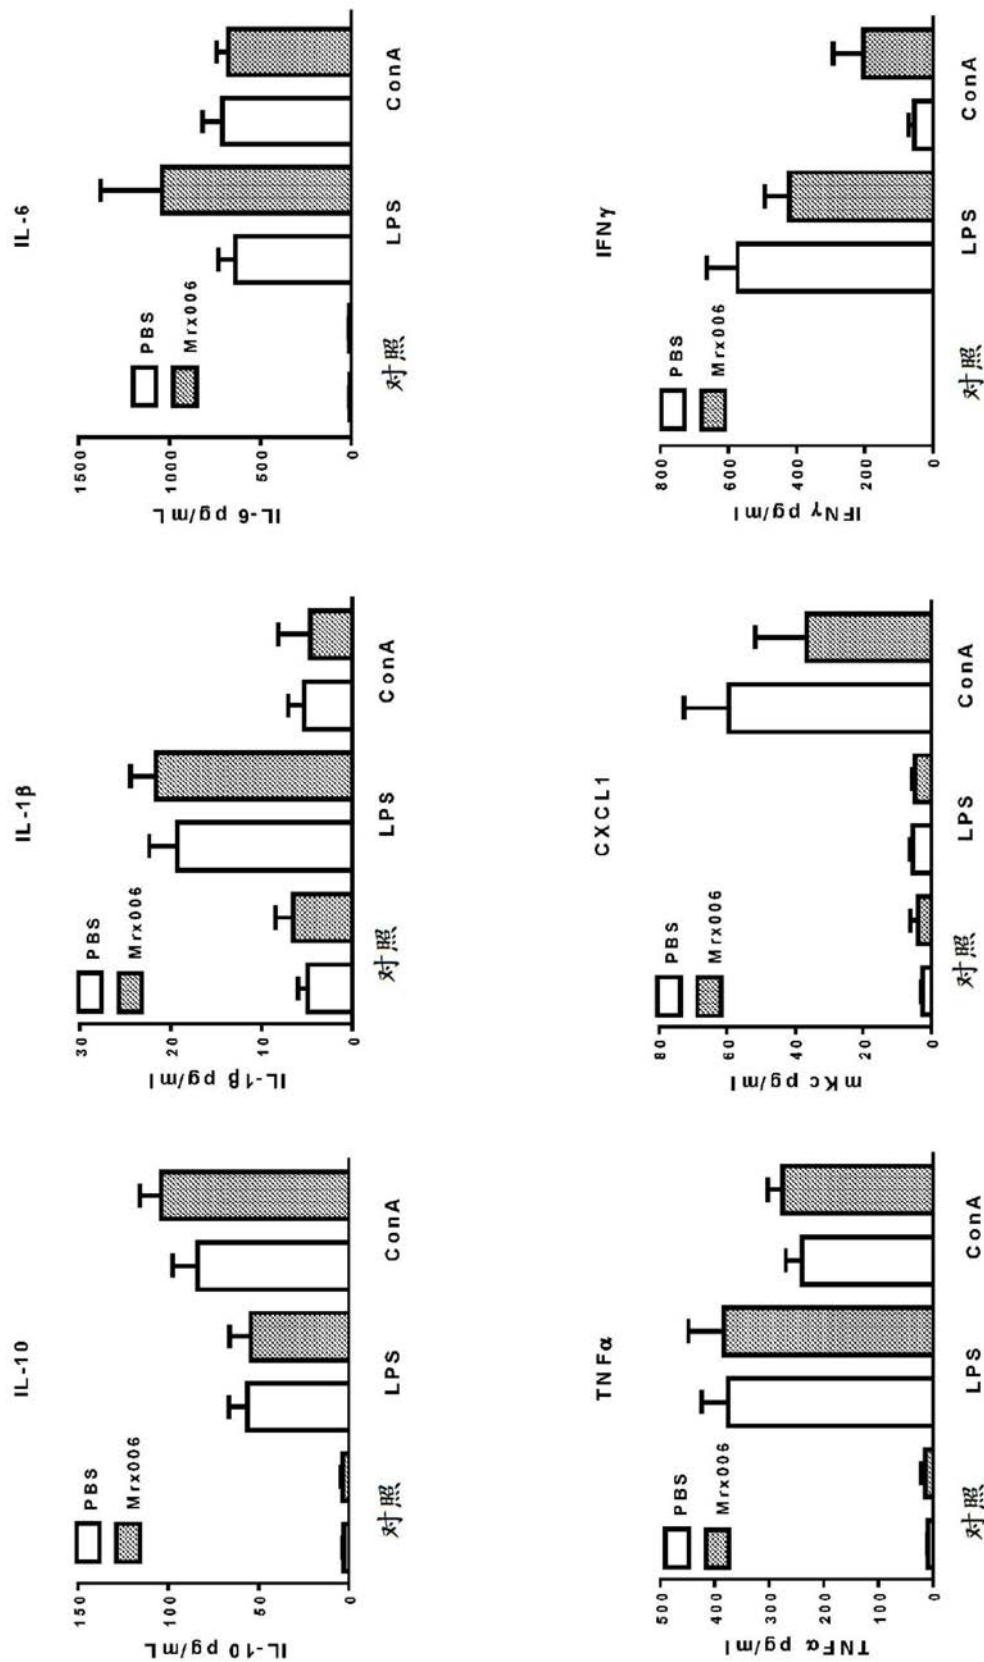 IL-10
PBS
Mrx006
IL-10 pg/mL
150
100
50
0
对照 LPS ConA
IL-1β
PBS
Mrx006
IL-1β pg/ml
30
20
10
0
对照 LPS ConA
IL-6
PBS
Mrx006
IL-6 pg/mL
1500
1000
500
0
对照 LPS ConA
TNFα
PBS
Mrx006
TNFα pg/ml
500
400
300
200
100
0
对照 LPS ConA
CXCL1
PBS
Mrx006
mKc pg/ml
80
60
40
20
0
对照 LPS ConA
IFNγ
PBS
Mrx006
IFNγ pg/ml
800
600
400
200
0
对照 LPS ConA